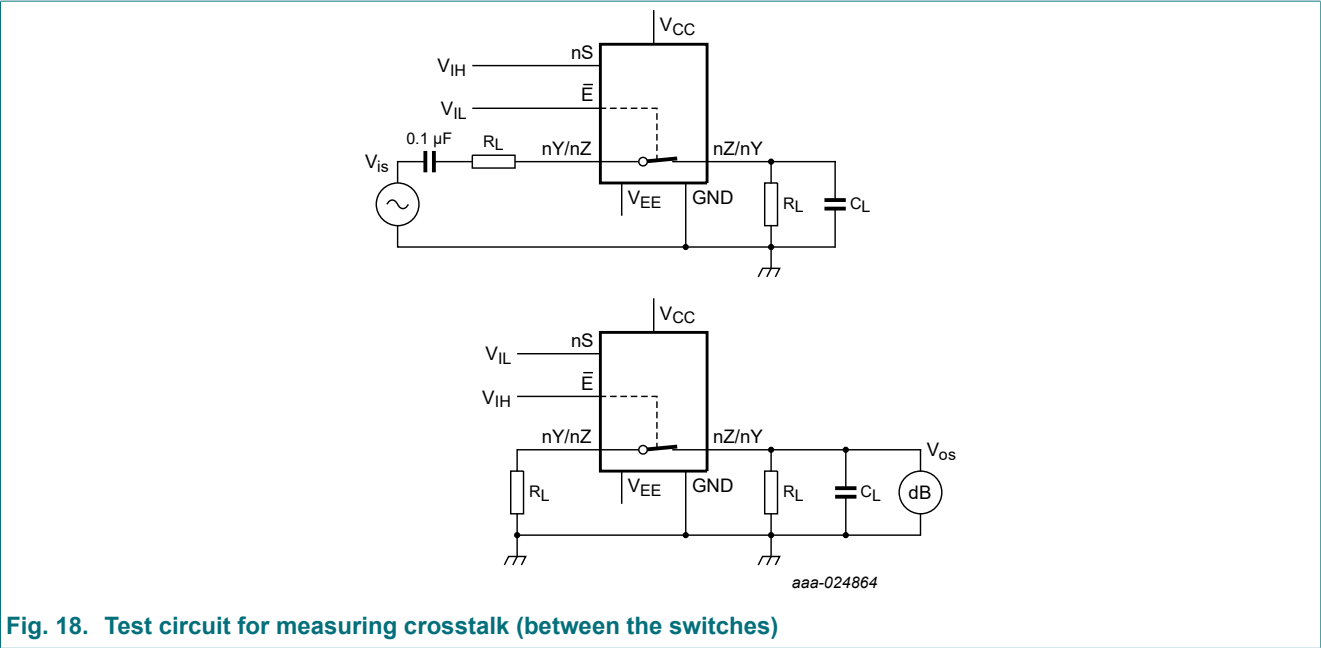 VCC
nS
VIH
Ē
VIL
0.1 µF
RL
nY/nZ
nZ/nY
Vis
VEE
GND
RL
CL
VCC
nS
VIL
Ē
VIH
nY/nZ
nZ/nY
Vos
RL
VEE
GND
RL
CL
dB
aaa-024864
Fig. 18. Test circuit for measuring crosstalk (between the switches)